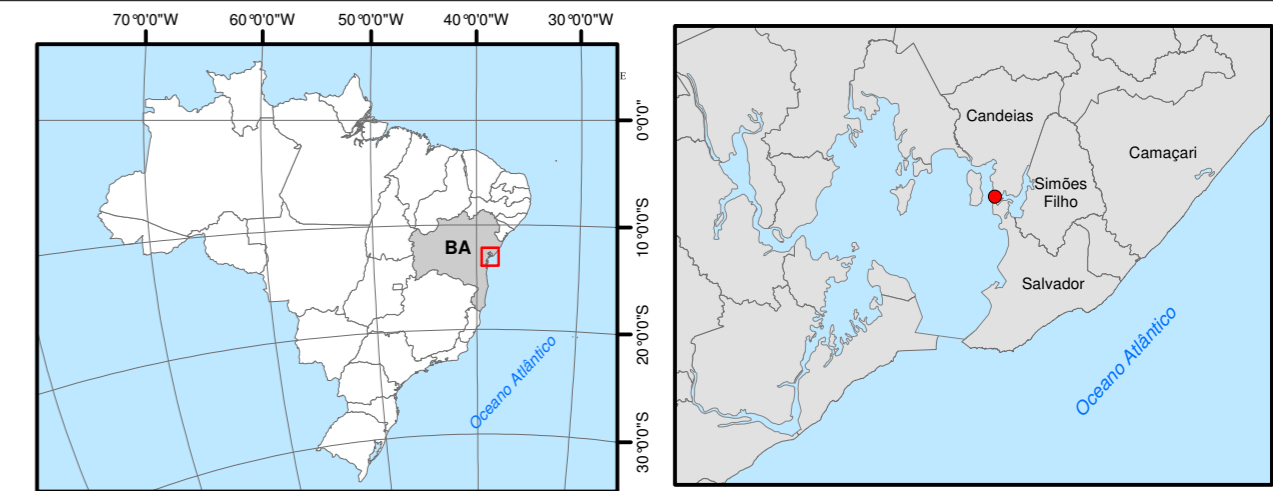 70°0'0"W 60°0'0"W 50°0'0"W 40°0'0"W 30°0'0"W
E
0°0'0"
10°0'0"S
20°0'0"S
30°0'0"S
BA
Oceano Atlântico
Candeias
Camaçari
Simões
Filho
Salvador
Oceano Atlântico